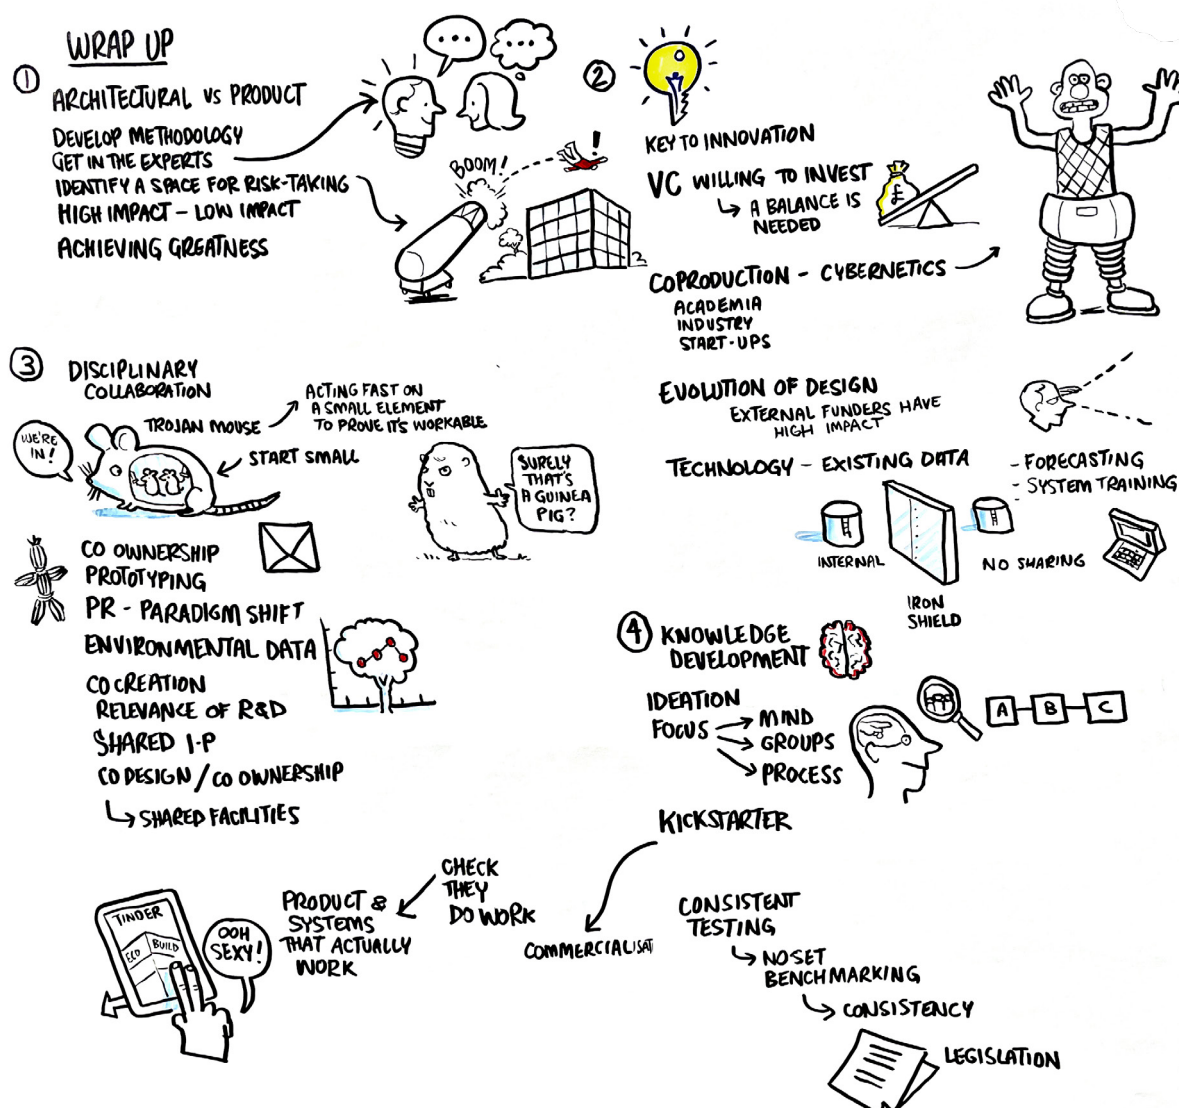 WRAP UP
①
ARCHITECTURAL VS PRODUCT
DEVELOP METHODOLOGY
GET IN THE EXPERTS
IDENTIFY A SPACE FOR RISK-TAKING
HIGH IMPACT - LOW IMPACT
ACHIEVING GREATNESS
...
...
BOOM!
!
②
KEY TO INNOVATION
VC WILLING TO INVEST
A BALANCE IS
NEEDED
£
COPRODUCTION - CYBERNETICS
ACADEMIA
INDUSTRY
START-UPS
EVOLUTION OF DESIGN
EXTERNAL FUNDERS HAVE
HIGH IMPACT
TECHNOLOGY - EXISTING DATA
- FORECASTING
- SYSTEM TRAINING
-
INTERNAL
IRON
SHIELD
NO SHARING
③
DISCIPLINARY
COLLABORATION
TROJAN MOUSE
ACTING FAST ON
A SMALL ELEMENT
TO PROVE IT'S WORKABLE
START SMALL
WE'RE
IN!
SURELY
THAT'S
A GUINEA
PIG?
CO OWNERSHIP
PROTOTYPING
PR - PARADIGM SHIFT
ENVIRONMENTAL DATA
CO CREATION
RELEVANCE OF R&D
SHARED I.P
CO DESIGN / CO OWNERSHIP
SHARED FACILITIES
④
KNOWLEDGE
DEVELOPMENT
IDEATION
FOCUS
MIND
GROUPS
PROCESS
A B C
KICKSTARTER
COMMERCIALISAT
CHECK
THEY
DO WORK
PRODUCT &
SYSTEMS
THAT ACTUALLY
WORK
TINDER
ECO BUILD
OOH
SEXY!
CONSISTENT
TESTING
NO SET
BENCHMARKING
CONSISTENCY
LEGISLATION